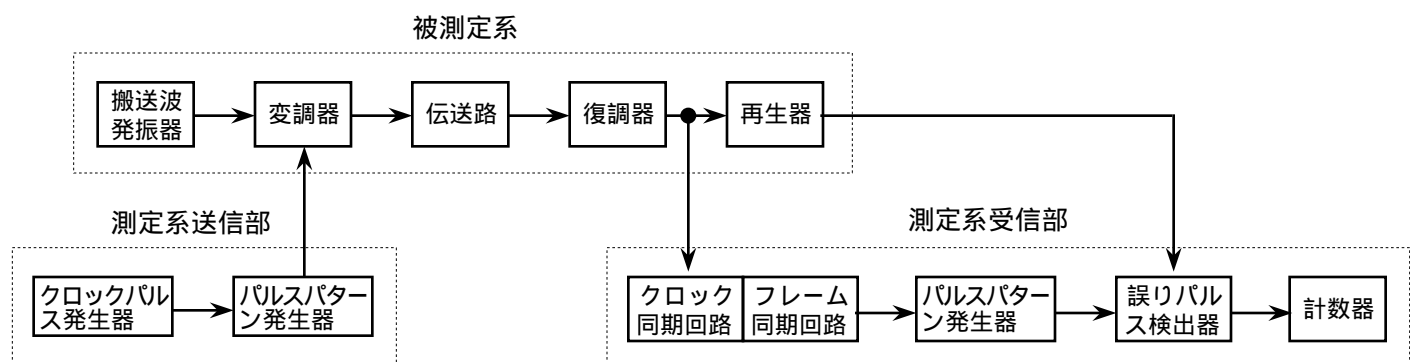 被測定系
搬送波
発振器
変調器
伝送路
復調器
再生器
測定系送信部
測定系受信部
クロックパル
ス発生器
パルスパター
ン発生器
クロック
同期回路
フレーム
同期回路
パルスパター
ン発生器
誤りパル
ス検出器
計数器